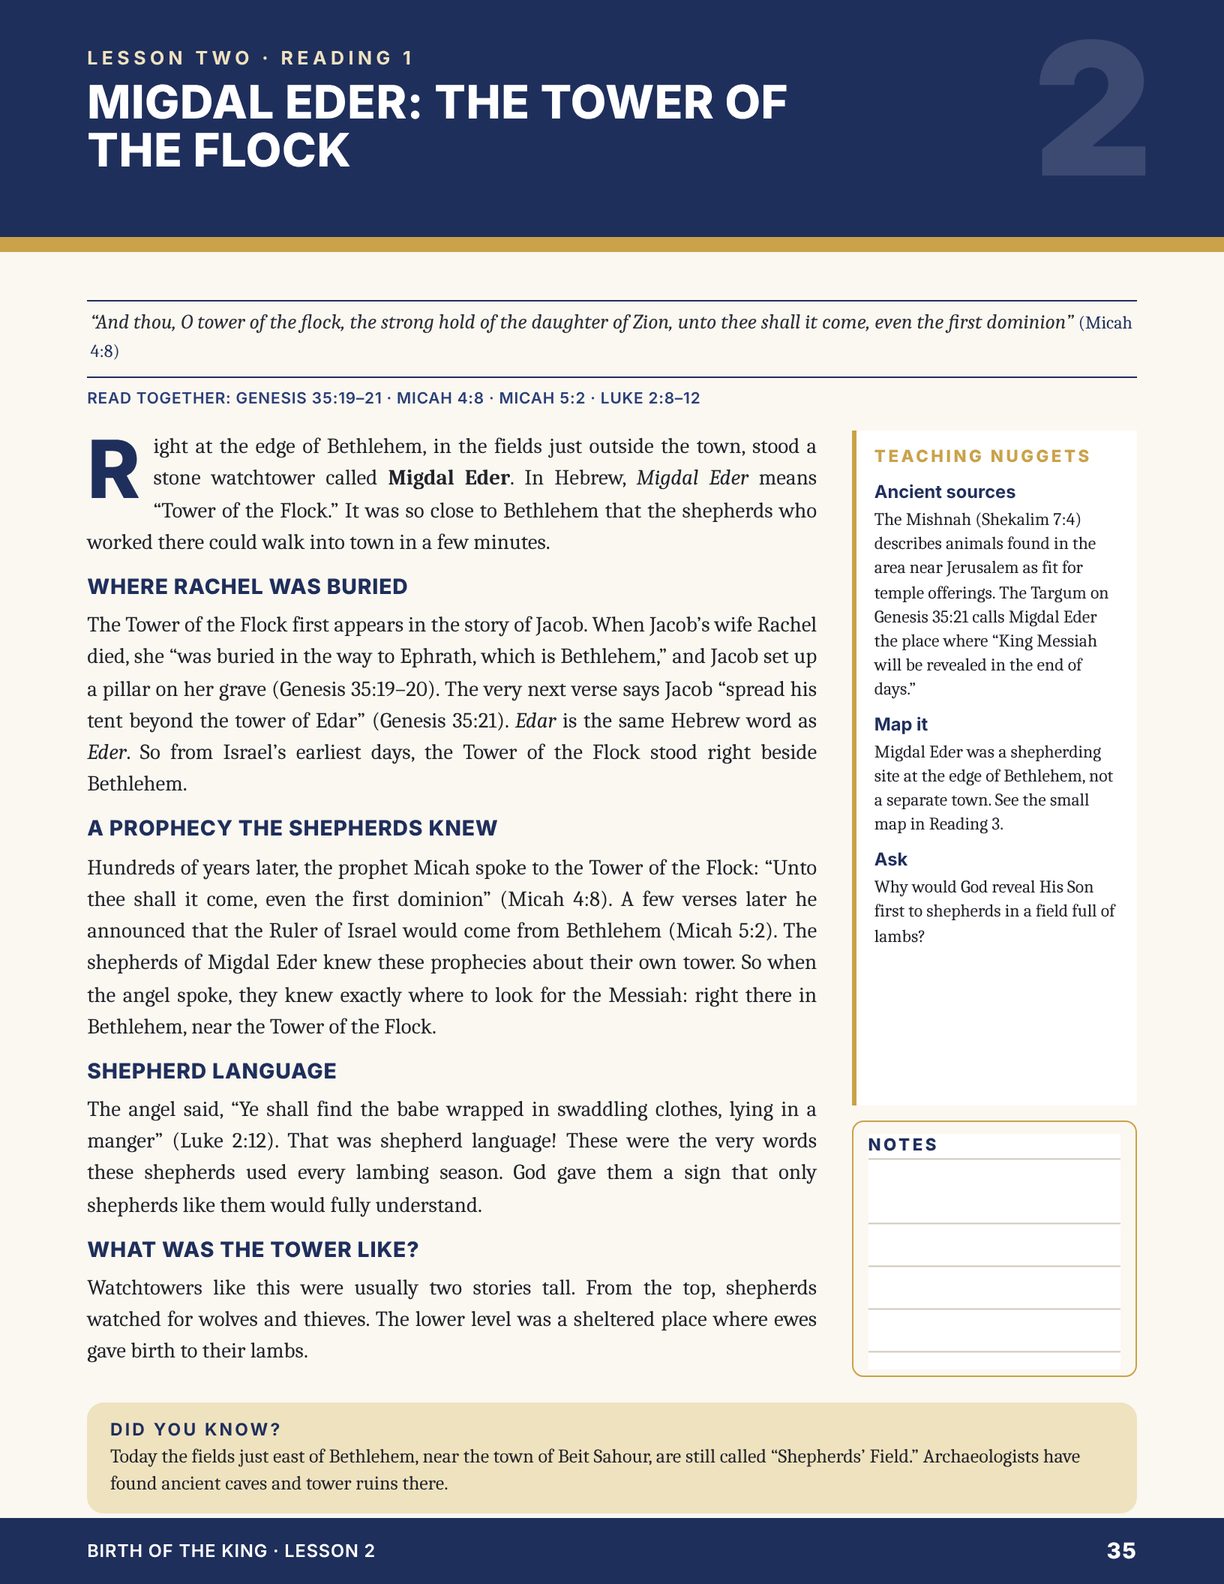 LESSON TWO · READING 1
MIGDAL EDER: THE TOWER OF
THE FLOCK
2
“And thou, O tower of the flock, the strong hold of the daughter of Zion, unto thee shall it come, even the first dominion” (Micah
4:8)
READ TOGETHER: GENESIS 35:19–21 · MICAH 4:8 · MICAH 5:2 · LUKE 2:8–12
Right at the edge of Bethlehem, in the fields just outside the town, stood a
stone watchtower called Migdal Eder. In Hebrew, Migdal Eder means
“Tower of the Flock.” It was so close to Bethlehem that the shepherds who
worked there could walk into town in a few minutes.
WHERE RACHEL WAS BURIED
The Tower of the Flock first appears in the story of Jacob. When Jacob’s wife Rachel
died, she “was buried in the way to Ephrath, which is Bethlehem,” and Jacob set up
a pillar on her grave (Genesis 35:19–20). The very next verse says Jacob “spread his
tent beyond the tower of Edar” (Genesis 35:21). Edar is the same Hebrew word as
Eder. So from Israel’s earliest days, the Tower of the Flock stood right beside
Bethlehem.
A PROPHECY THE SHEPHERDS KNEW
Hundreds of years later, the prophet Micah spoke to the Tower of the Flock: “Unto
thee shall it come, even the first dominion” (Micah 4:8). A few verses later he
announced that the Ruler of Israel would come from Bethlehem (Micah 5:2). The
shepherds of Migdal Eder knew these prophecies about their own tower. So when
the angel spoke, they knew exactly where to look for the Messiah: right there in
Bethlehem, near the Tower of the Flock.
SHEPHERD LANGUAGE
The angel said, “Ye shall find the babe wrapped in swaddling clothes, lying in a
manger” (Luke 2:12). That was shepherd language! These were the very words
these shepherds used every lambing season. God gave them a sign that only
shepherds like them would fully understand.
WHAT WAS THE TOWER LIKE?
Watchtowers like this were usually two stories tall. From the top, shepherds
watched for wolves and thieves. The lower level was a sheltered place where ewes
gave birth to their lambs.
TEACHING NUGGETS
Ancient sources
The Mishnah (Shekalim 7:4)
describes animals found in the
area near Jerusalem as fit for
temple offerings. The Targum on
Genesis 35:21 calls Migdal Eder
the place where “King Messiah
will be revealed in the end of
days.”
Map it
Migdal Eder was a shepherding
site at the edge of Bethlehem, not
a separate town. See the small
map in Reading 3.
Ask
Why would God reveal His Son
first to shepherds in a field full of
lambs?
NOTES
DID YOU KNOW?
Today the fields just east of Bethlehem, near the town of Beit Sahour, are still called “Shepherds’ Field.” Archaeologists have
found ancient caves and tower ruins there.
BIRTH OF THE KING · LESSON 2
35